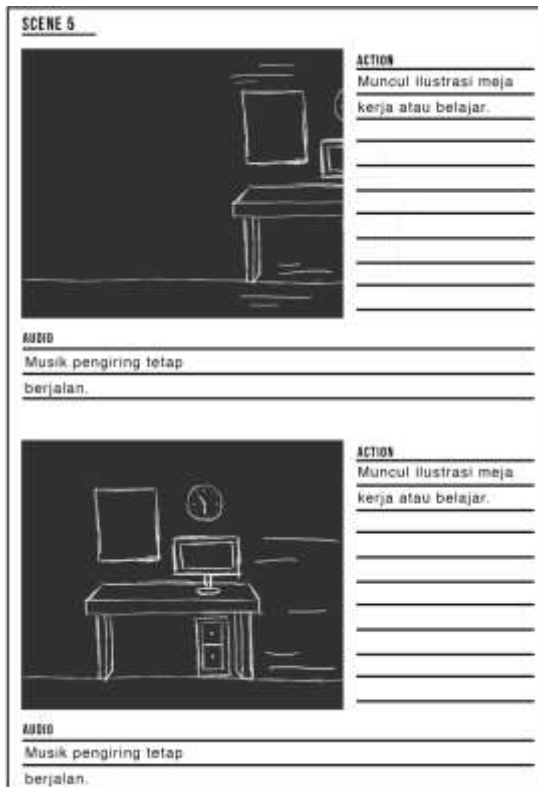 SCENE 5
ACTION
Muncul ilustrasi meja
kerja atau belajar.
AUDIO
Musik pengiring tetap
berjalan.
ACTION
Muncul ilustrasi meja
kerja atau belajar.
AUDIO
Musik pengiring tetap
berjalan.